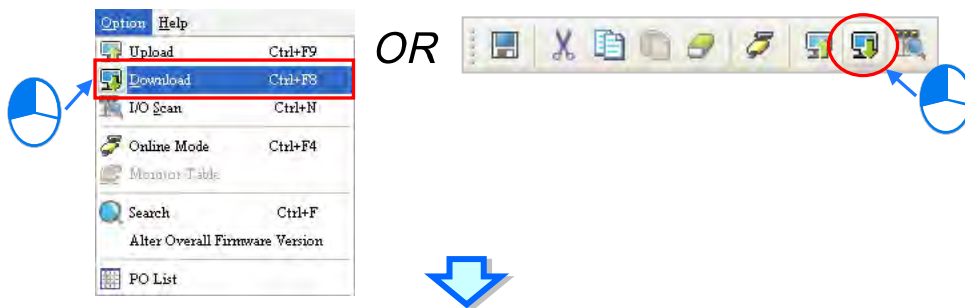 Option Help
Upload Ctrl+F9
Download Ctrl+F8
I/O Scan Ctrl+N
Online Mode Ctrl+F4
Monitor Table
Search Ctrl+F
Alter Overall Firmware Version
PO List
OR